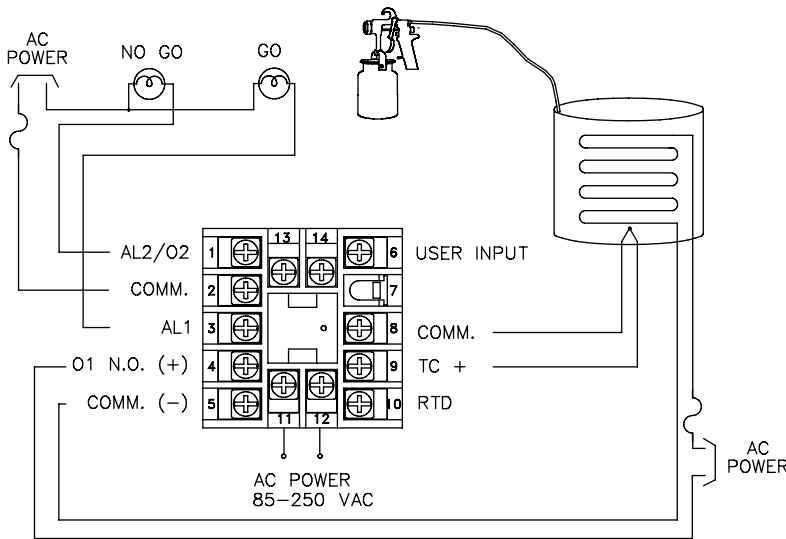 AC
POWER
NO GO
GO
AL2/O2
COMM.
AL1
O1 N.O. (+)
COMM. (-)
1
2
3
4
5
13
14
11
12
6
7
8
9
10
USER INPUT
COMM.
TC +
RTD
AC POWER
85-250 VAC
AC
POWER